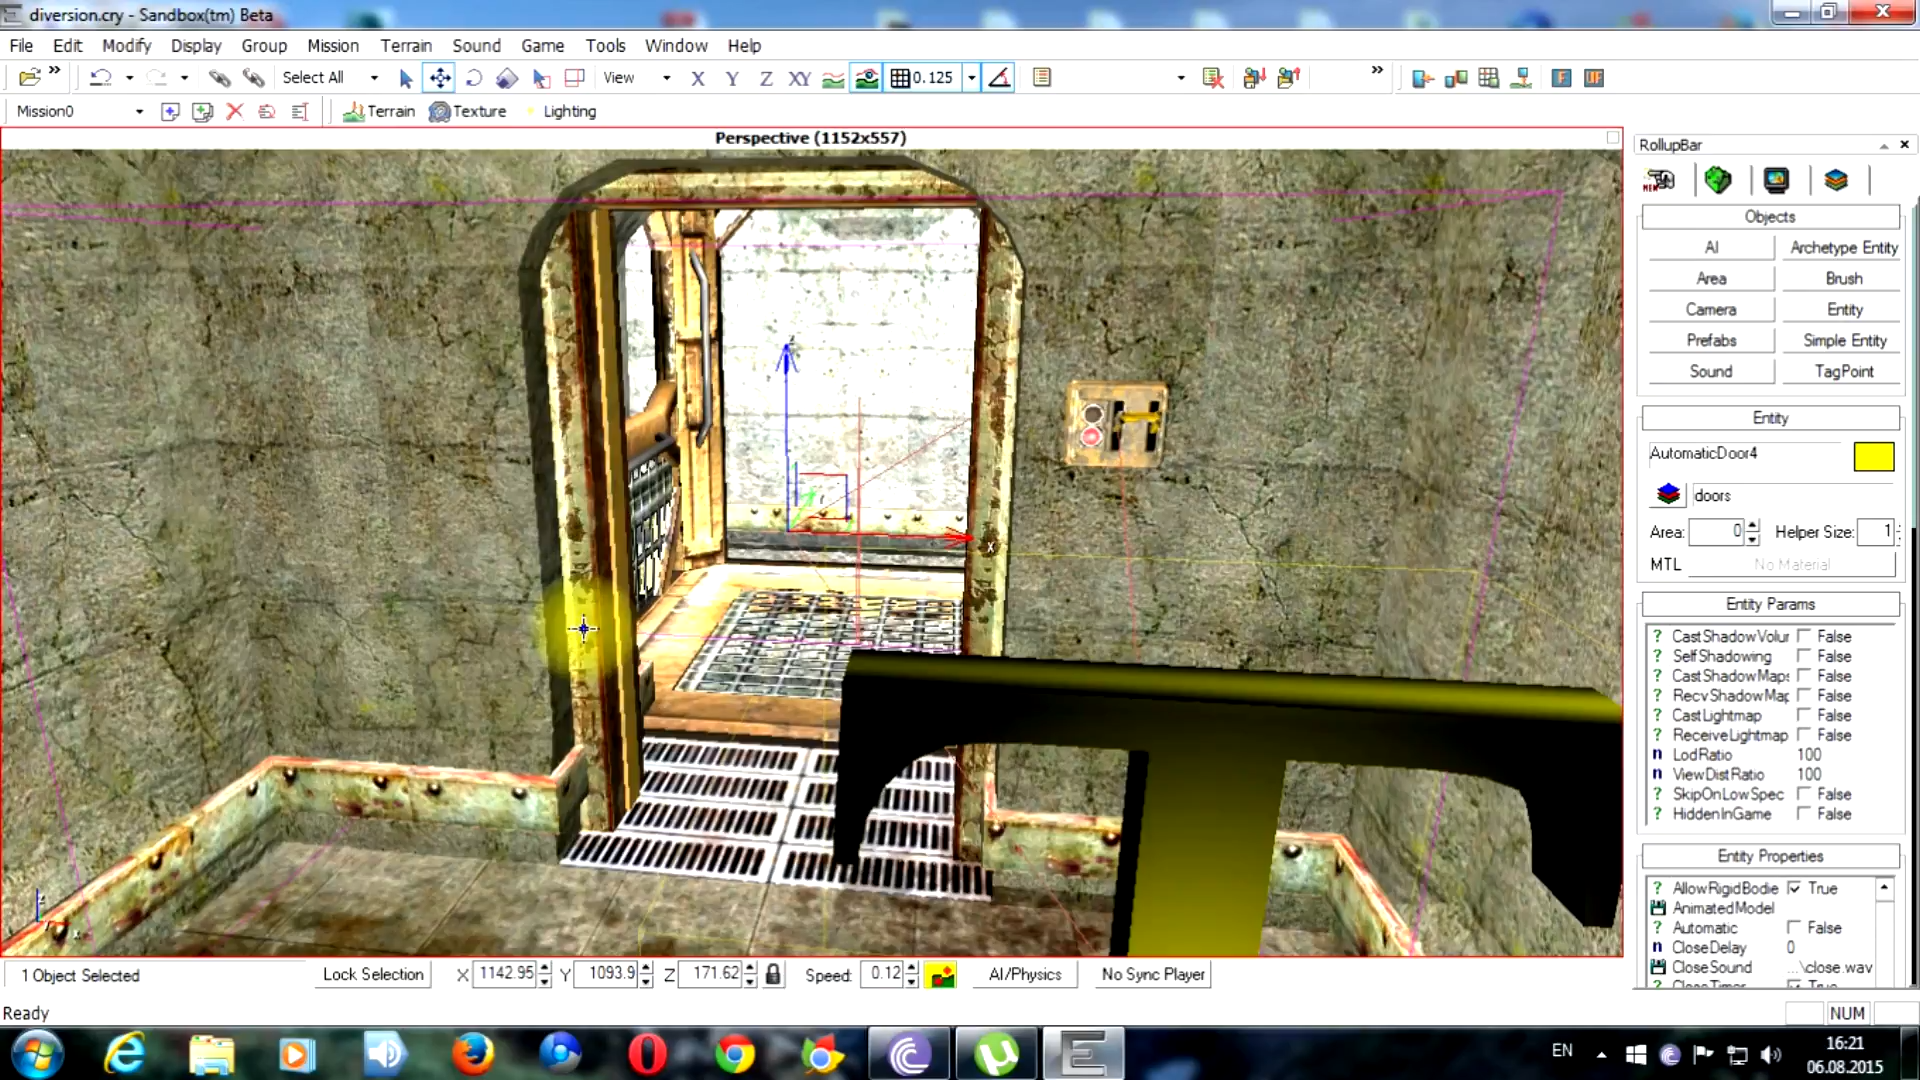 diversion.cry - Sandbox(tm) Beta
File Edit Modify Display Group Mission Terrain Sound Game Tools Window Help
Select All View X Y Z XY 0.125 F UF
Mission0 Terrain Texture Lighting
Perspective (1152x557)
RollupBar
Objects
AI Archetype Entity
Area Brush
Camera Entity
Prefabs Simple Entity
Sound TagPoint
Entity
AutomaticDoor4
doors
Area: 0 Helper Size: 1
MTL No Material
Entity Params
? CastShadowVolur False
? SelfShadowing False
? CastShadowMaps False
? RecvShadowMap False
? CastLightmap False
? ReceiveLightmap False
n LodRatio 100
n ViewDistRatio 100
? SkipOnLowSpec False
? HiddenInGame False
Entity Properties
? AllowRigidBodie True
AnimatedModel
? Automatic False
n CloseDelay 0
CloseSound ...\close.wav
? CloseTimer True
z
x
1 Object Selected Lock Selection X 1142.95 Y 1093.9 Z 171.62 Speed: 0.12 AI/Physics No Sync Player
Ready NUM
EN 16:21
06.08.2015